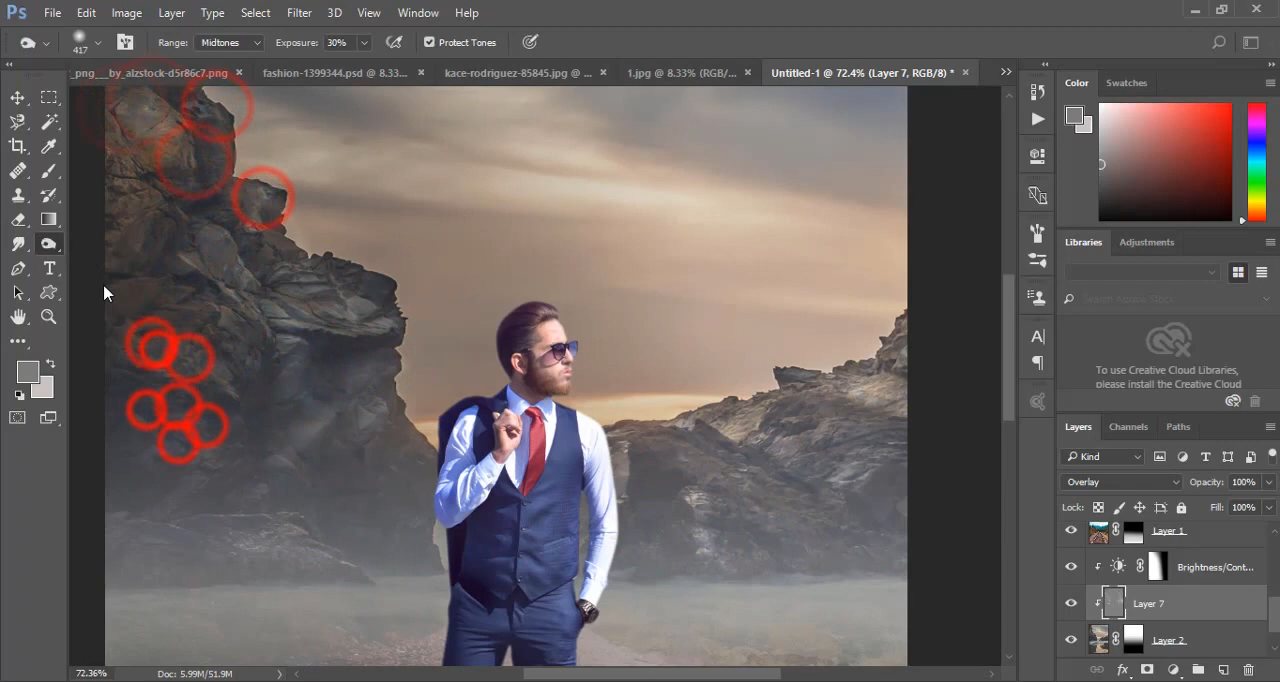 Ps File Edit Image Layer Type Select Filter 3D View Window Help
417 Range: Midtones Exposure: 30% Protect Tones
_png___by_alzstock-d5r86c7.png × fashion-1399344.psd @ 8.33... × kace-rodriguez-85845.jpg @ ... × 1.jpg @ 8.33% (RGB/... × Untitled-1 @ 72.4% (Layer 7, RGB/8) * ×
Color Swatches
Libraries Adjustments
Search Adobe Stock
To use Creative Cloud Libraries,
please install the Creative Cloud
Layers Channels Paths
Kind
Overlay Opacity: 100%
Lock: Fill: 100%
Layer 1
Brightness/Cont...
Layer 7
Layer 2
72.36% Doc: 5.99M/51.9M